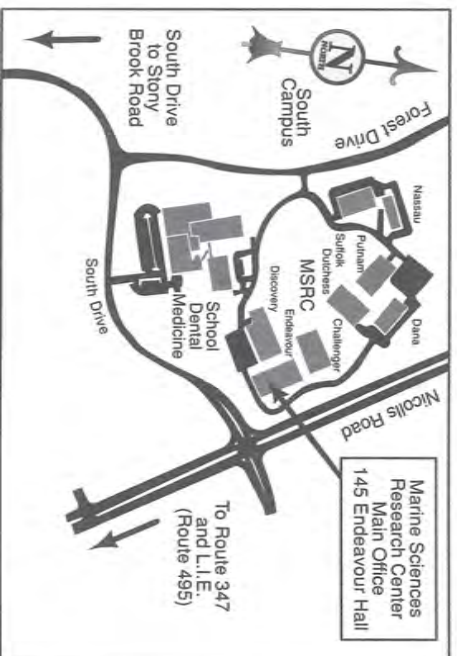 N
NORTH
South
Campus
Forest Drive
South Drive
to Stony
Brook Road
Nassau
Putnam
Suffolk
Dutchess
Dana
MSRC
Challenger
Endeavour
Discovery
School
Dental
Medicine
South Drive
Nicolls Road
Marine Sciences
Research Center
Main Office
145 Endeavour Hall
To Route 347
and L.I.E.
(Route 495)